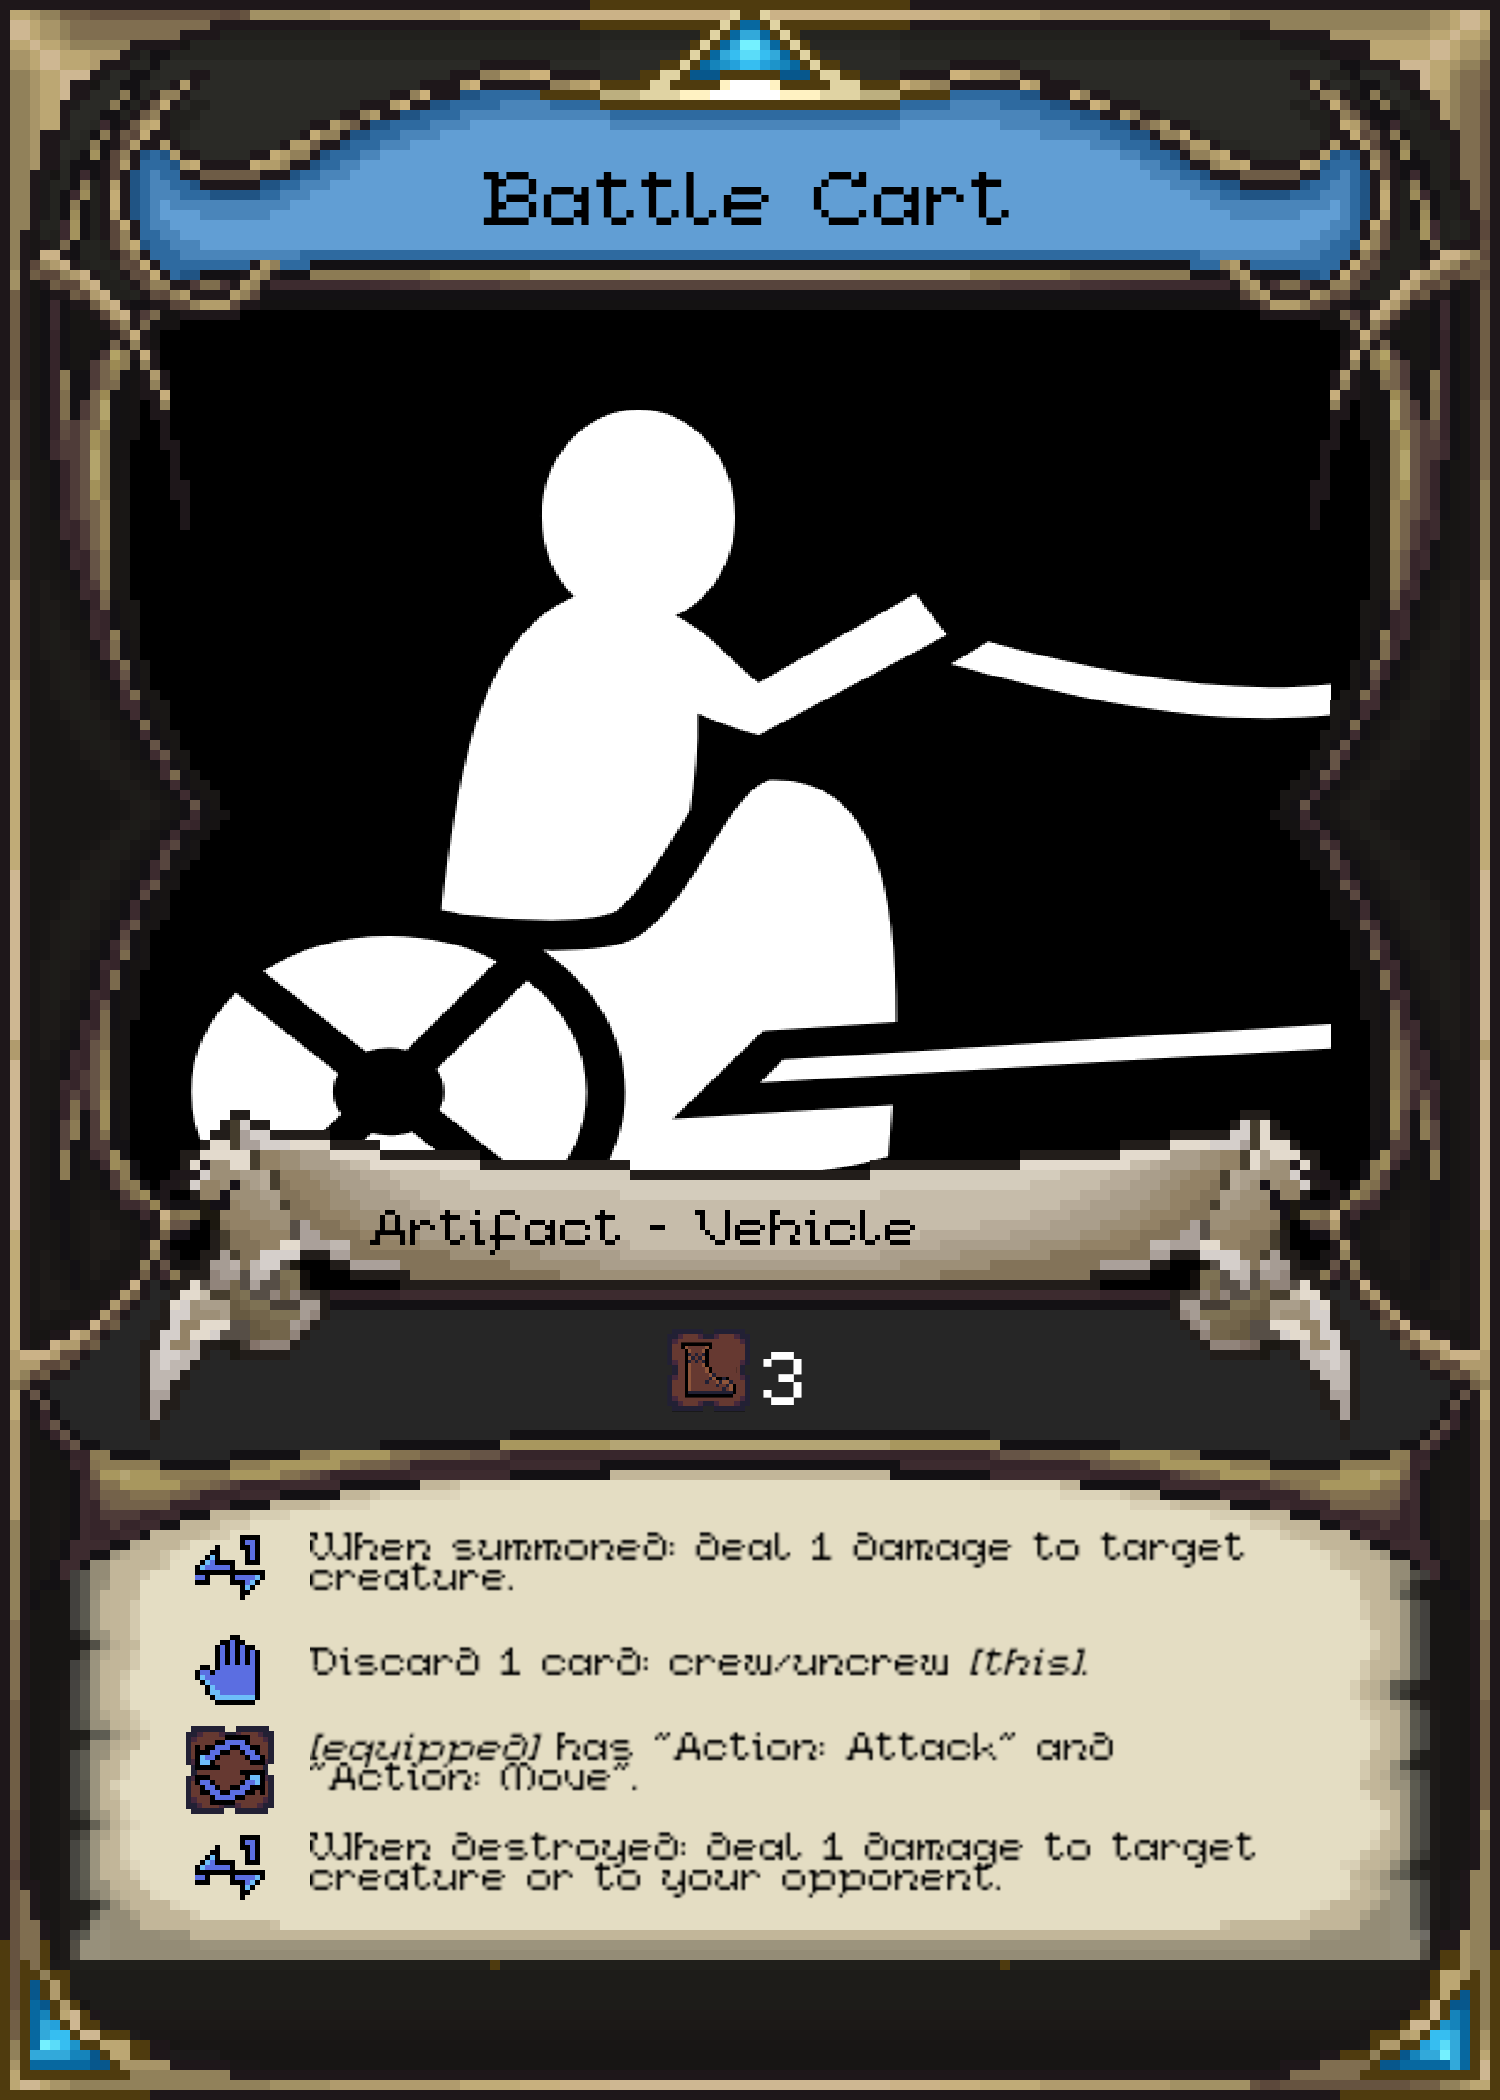 Battle Cart
Artifact - Vehicle
3
When summoned: deal 1 damage to target
creature.
Discard 1 card: crew/uncrew [this].
[equipped] has "Action: Attack" and
"Action: Move".
When destroyed: deal 1 damage to target
creature or to your opponent.